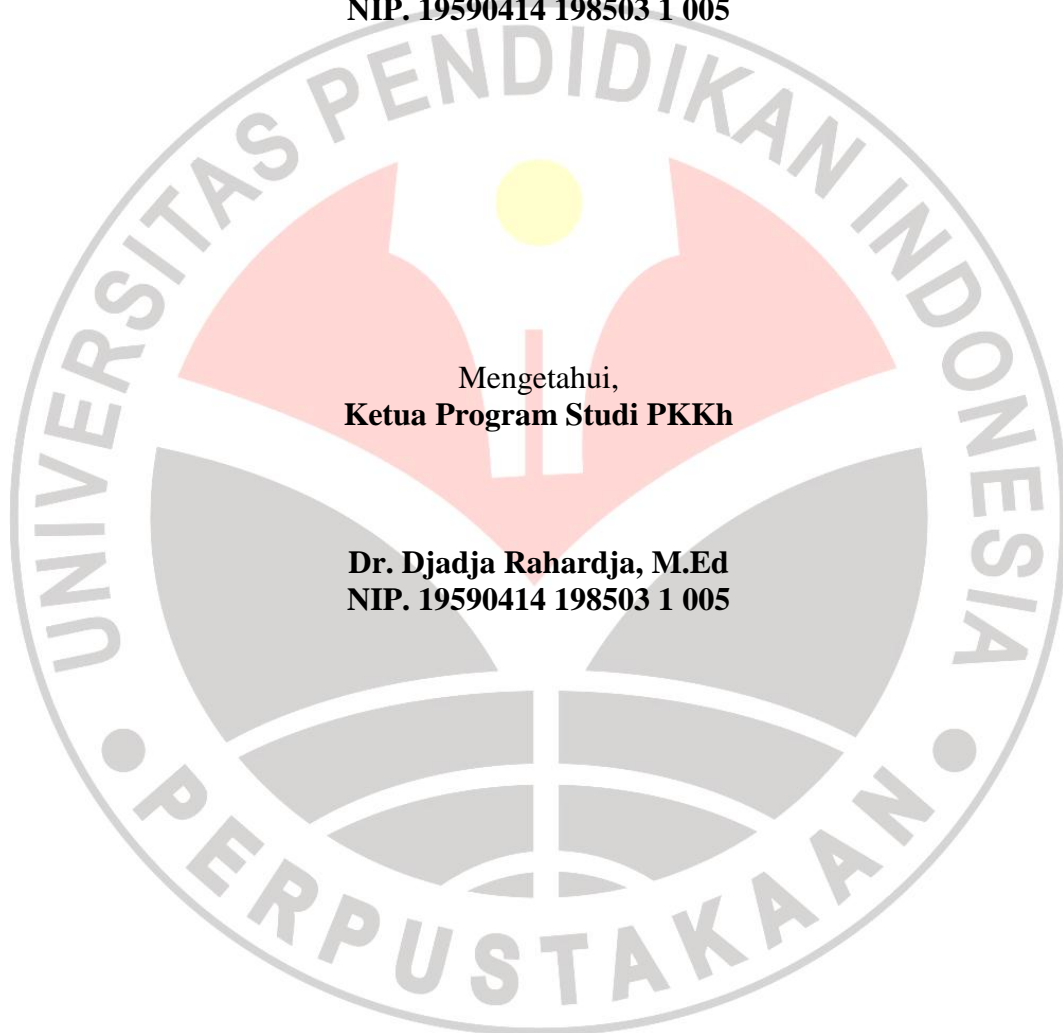 NIP. 19590414 198503 1 005
UNIVERSITAS PENDIDIKAN INDONESIA
Mengetahui,
Ketua Program Studi PKKh
Dr. Djadja Rahardja, M.Ed
NIP. 19590414 198503 1 005
PERPUSTAKAAN